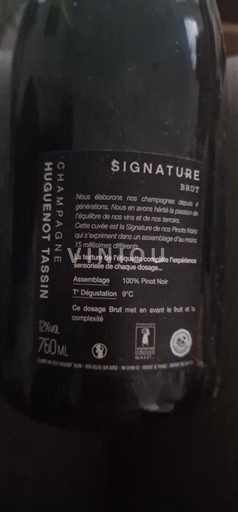 SIGNATURE
BRUT
CHAMPAGNE
HUGUENOT TASSIN
Nous élaborons nos champagnes depuis 4
générations. Nous en avons hérité la passion de
l'équilibre de nos vins et de nos terroirs.
Cette cuvée est la Signature de nos Pinots Noirs
qui s'expriment dans un assemblage d'au moins
15 millésimes différents.
La texture de l'étiquette complète l'expérience
sensorielle de chaque dosage...
VINTOU
Assemblage 100% Pinot Noir
T° Dégustation 9°C
Ce dosage Brut met en avant le fruit et la
complexité
12%VOL
750ML